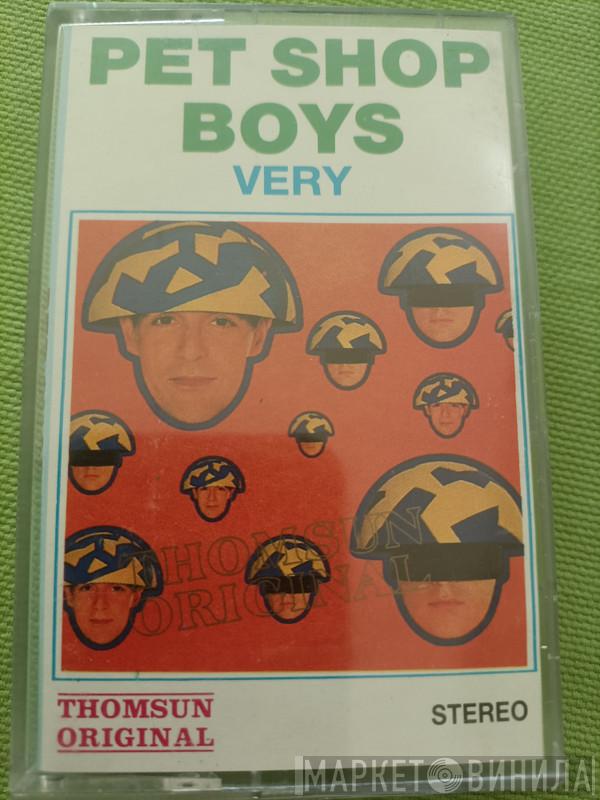 PET SHOP
BOYS
VERY
THOMSUN
ORIGINAL
THOMSUN
ORIGINAL
STEREO
МАРКЕТ ВИНИЛА